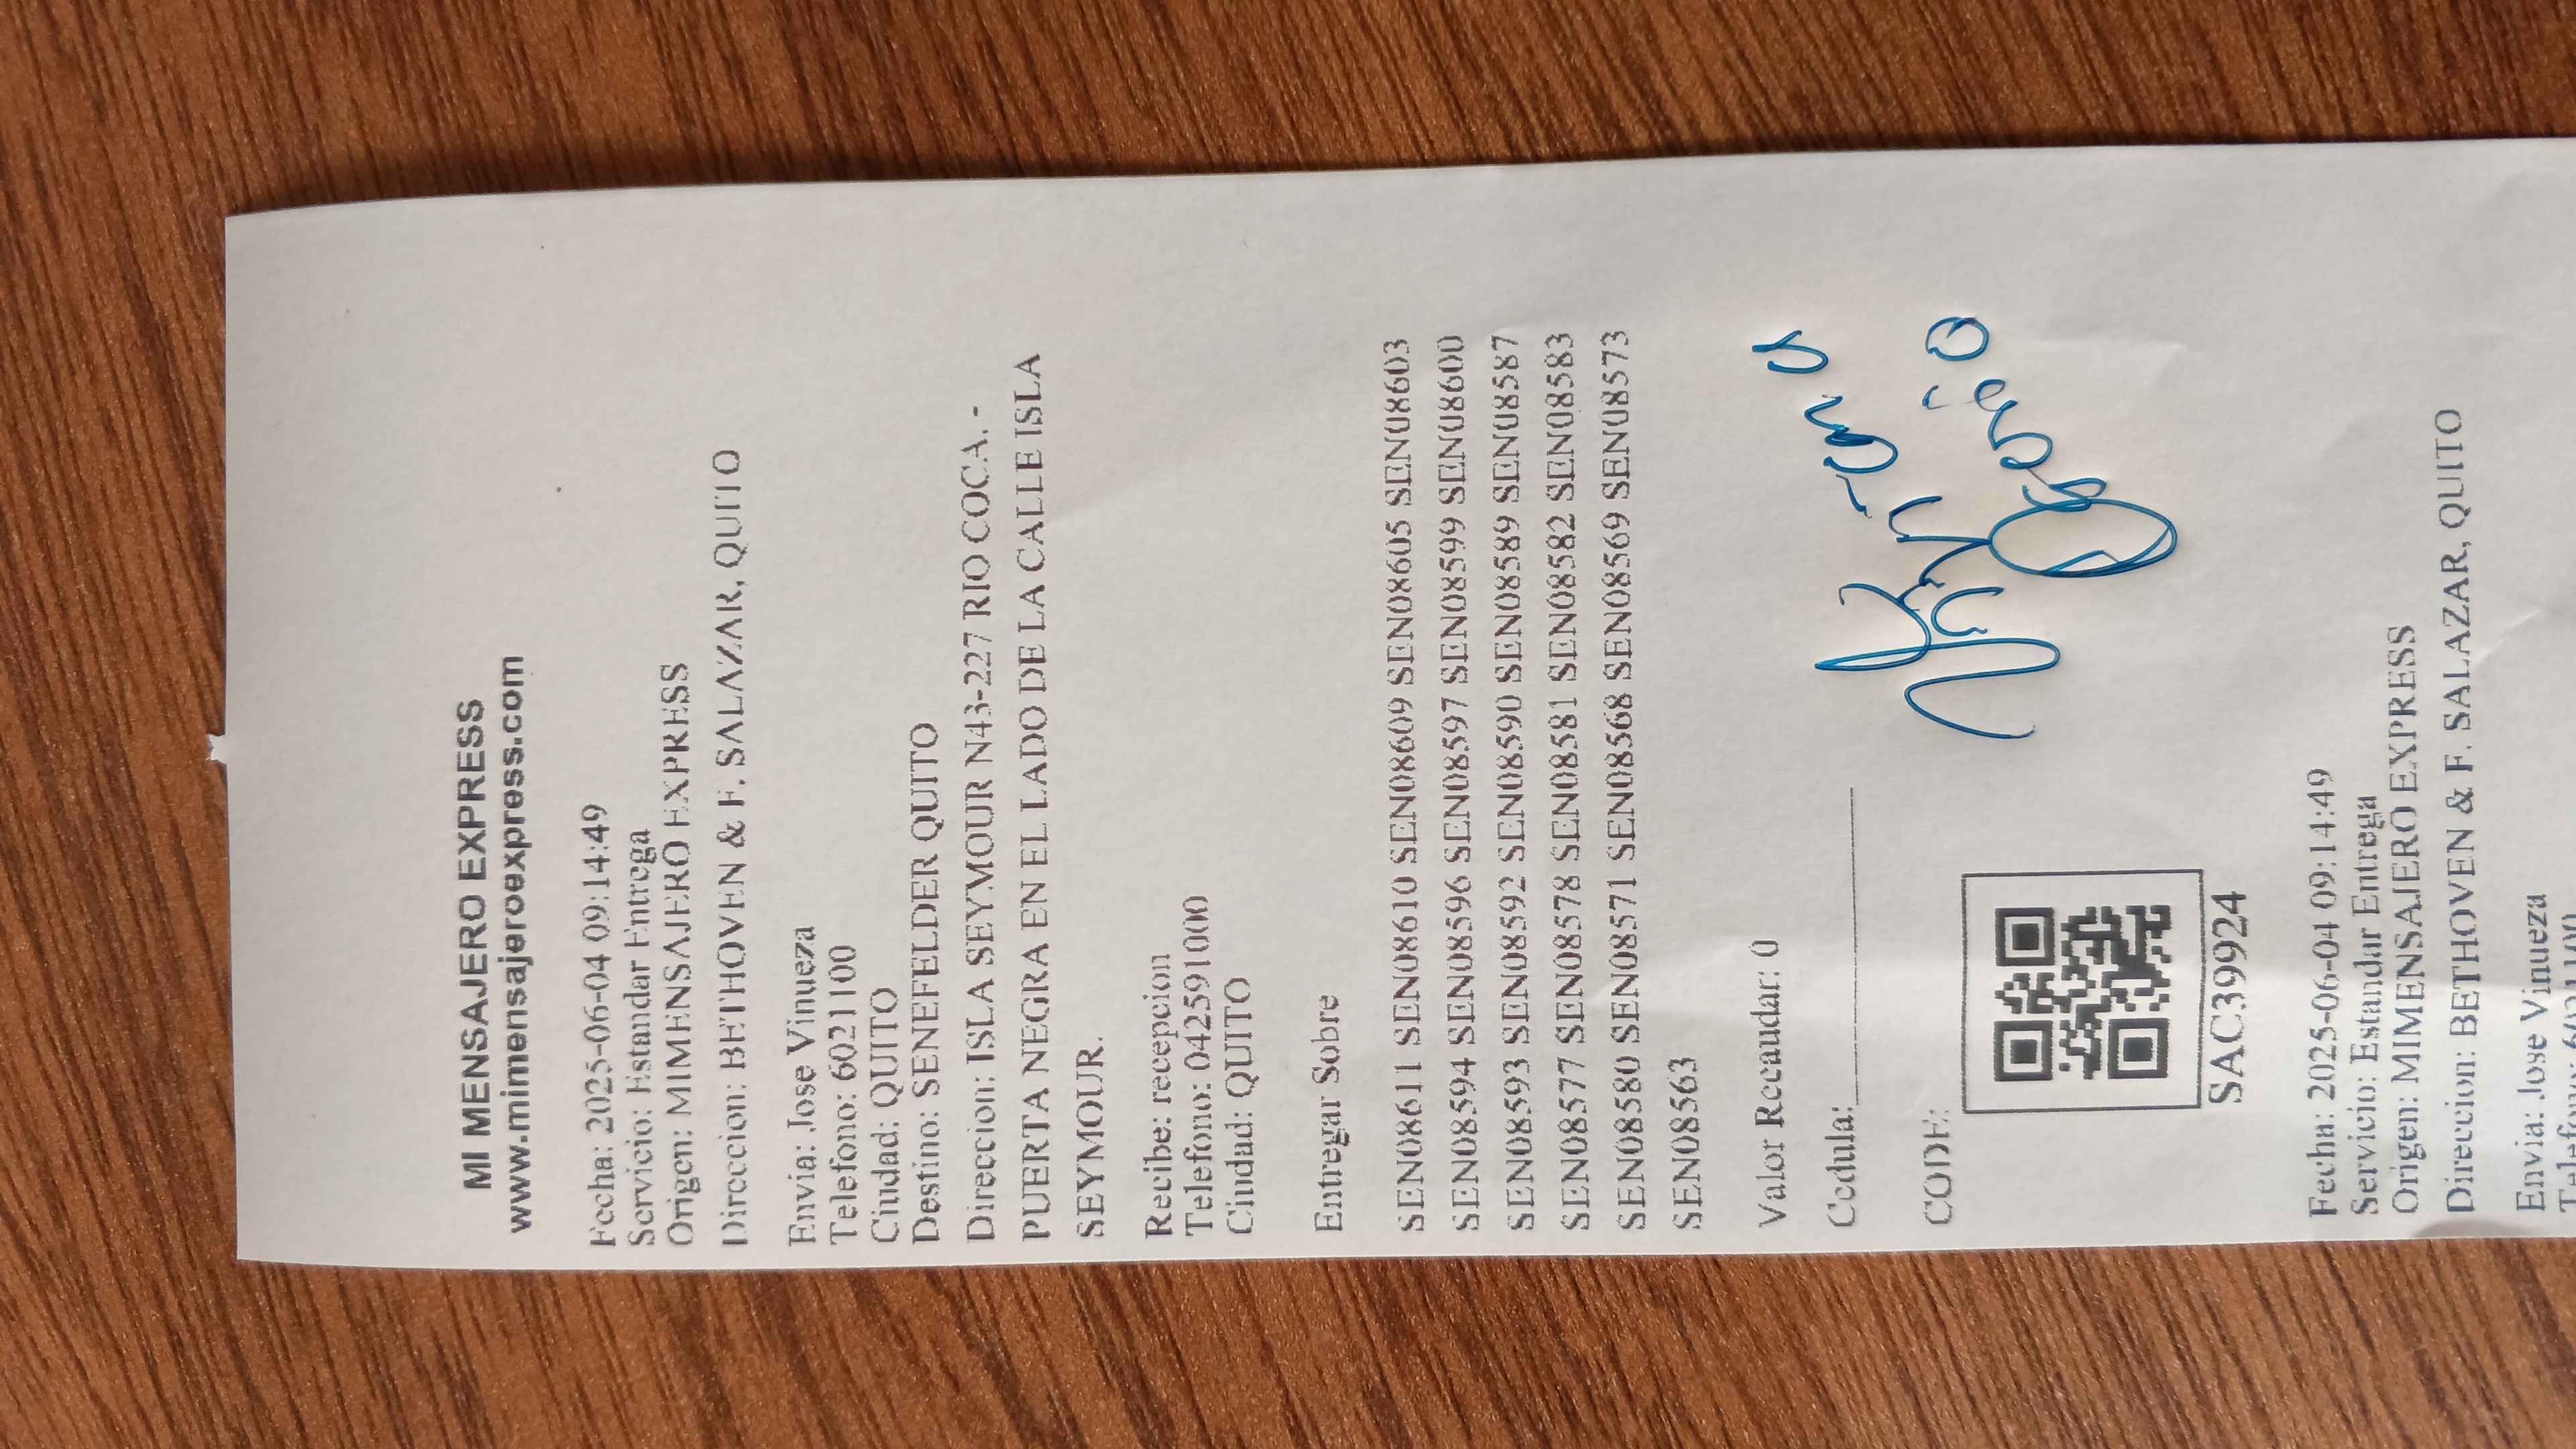 MI MENSAJERO EXPRESS
www.mimensajeroexpress.com
Fecha: 2025-06-04 09:14:49
Servicio: Estandar Entrega
Origen: MIMENSAJERO EXPRESS
Direccion: BETHOVEN & F. SALAZAR, QUITO
Envia: Jose Vinueza
Telefono: 6021100
Ciudad: QUITO
Destino: SENEFELDER QUITO
Direccion: ISLA SEYMOUR N43-227 RIO COCA. -
PUERTA NEGRA EN EL LADO DE LA CALLE ISLA
SEYMOUR.
Recibe: recepcion
Telefono: 042591000
Ciudad: QUITO
Entregar Sobre
SEN08611 SEN08610 SEN08609 SEN08605 SEN08603
SEN08594 SEN08596 SEN08597 SEN08599 SEN08600
SEN08593 SEN08592 SEN08590 SEN08589 SEN08587
SEN08577 SEN08578 SEN08581 SEN08582 SEN08583
SEN08580 SEN08571 SEN08568 SEN08569 SEN08573
SEN08563
Valor Recaudar: 0
Cedula:
CODE:
SAC39924
Fecha: 2025-06-04 09:14:49
Servicio: Estandar Entrega
Origen: MIMENSAJERO EXPRESS
Direccion: BETHOVEN & F. SALAZAR, QUITO
Envia: Jose Vinueza